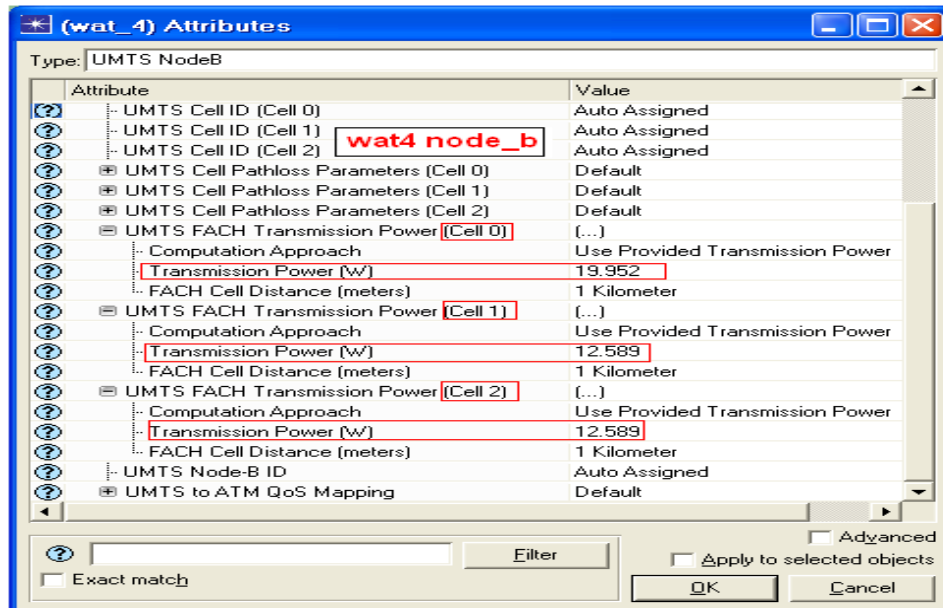 (wat_4) Attributes
Type: UMTS NodeB
Attribute Value
UMTS Cell ID (Cell 0) Auto Assigned
UMTS Cell ID (Cell 1) Auto Assigned
UMTS Cell ID (Cell 2) Auto Assigned
wat4 node_b
UMTS Cell Pathloss Parameters (Cell 0) Default
UMTS Cell Pathloss Parameters (Cell 1) Default
UMTS Cell Pathloss Parameters (Cell 2) Default
UMTS FACH Transmission Power (Cell 0) (...)
Computation Approach Use Provided Transmission Power
Transmission Power (W) 19.952
FACH Cell Distance (meters) 1 Kilometer
UMTS FACH Transmission Power (Cell 1) (...)
Computation Approach Use Provided Transmission Power
Transmission Power (W) 12.589
FACH Cell Distance (meters) 1 Kilometer
UMTS FACH Transmission Power (Cell 2) (...)
Computation Approach Use Provided Transmission Power
Transmission Power (W) 12.589
FACH Cell Distance (meters) 1 Kilometer
UMTS Node-B ID Auto Assigned
UMTS to ATM QoS Mapping Default
Advanced
Filter Apply to selected objects
Exact match
OK Cancel